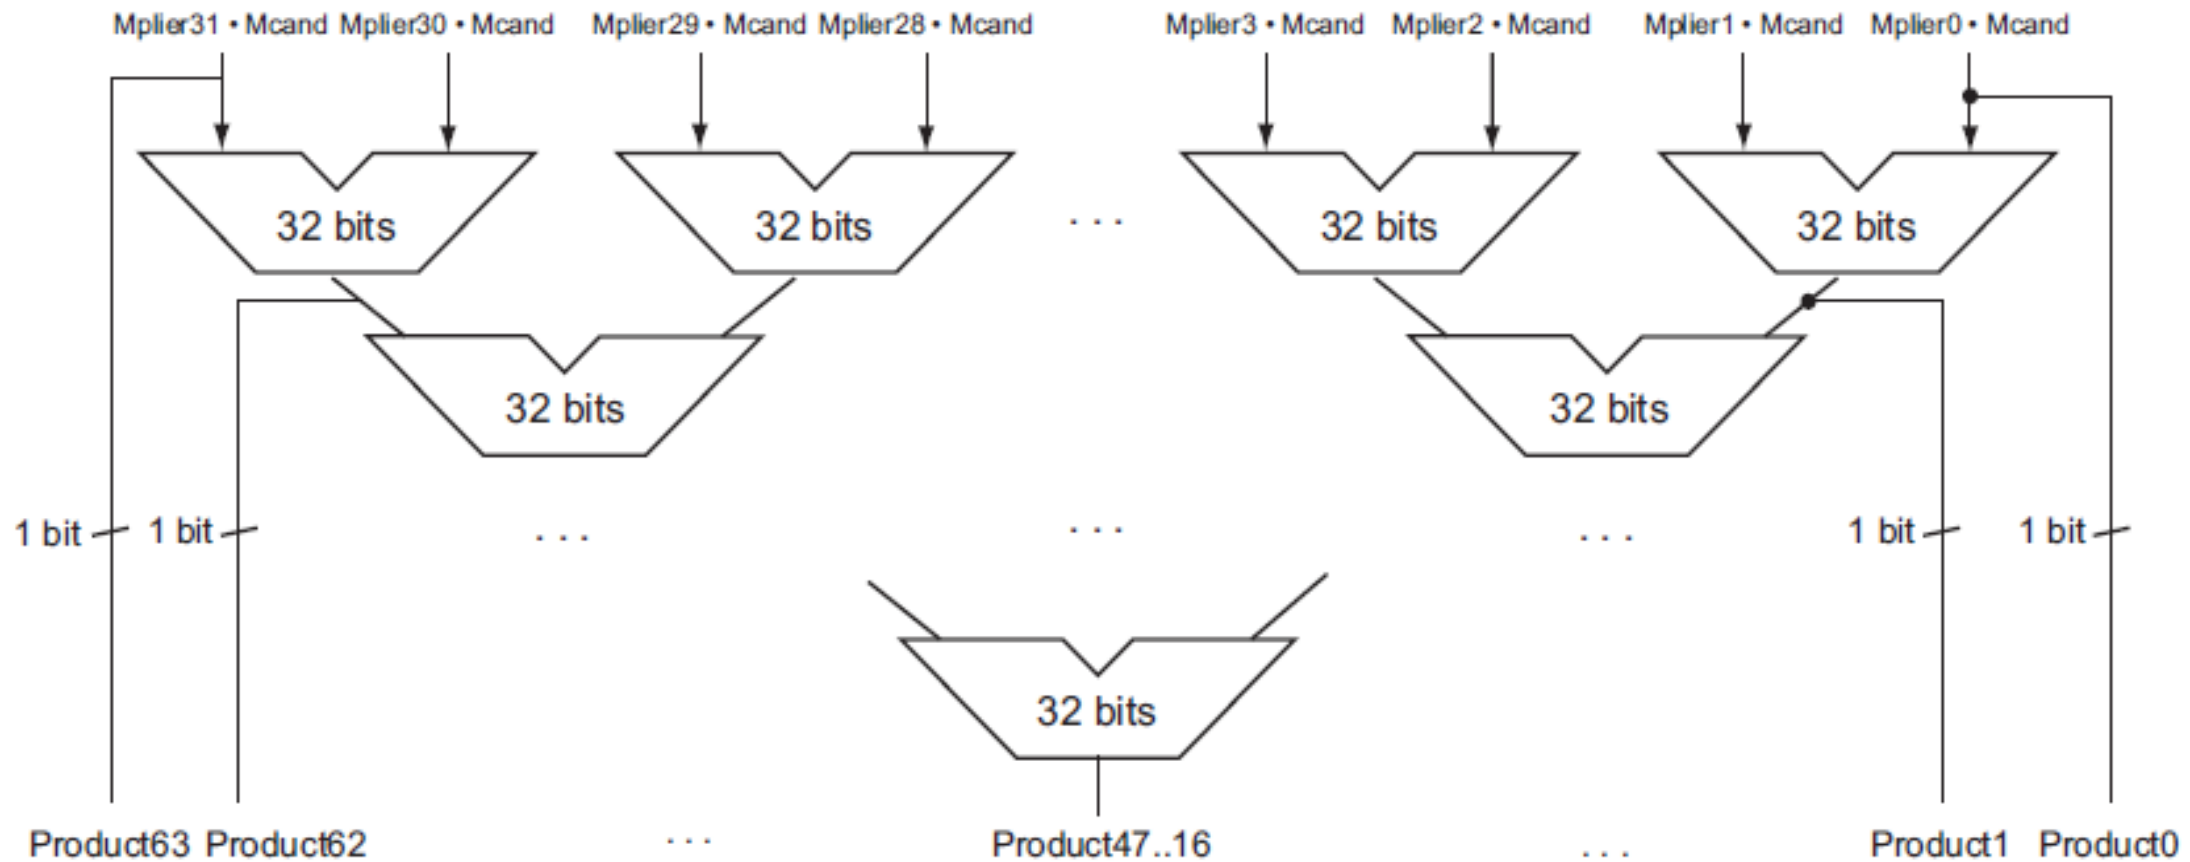 Mplier31 • Mcand Mplier30 • Mcand Mplier29 • Mcand Mplier28 • Mcand Mplier3 • Mcand Mplier2 • Mcand Mplier1 • Mcand Mplier0 • Mcand
32 bits 32 bits . . . 32 bits 32 bits
32 bits 32 bits
1 bit 1 bit . . . . . . . . . 1 bit 1 bit
32 bits
Product63 Product62 . . . Product47..16 . . . Product1 Product0